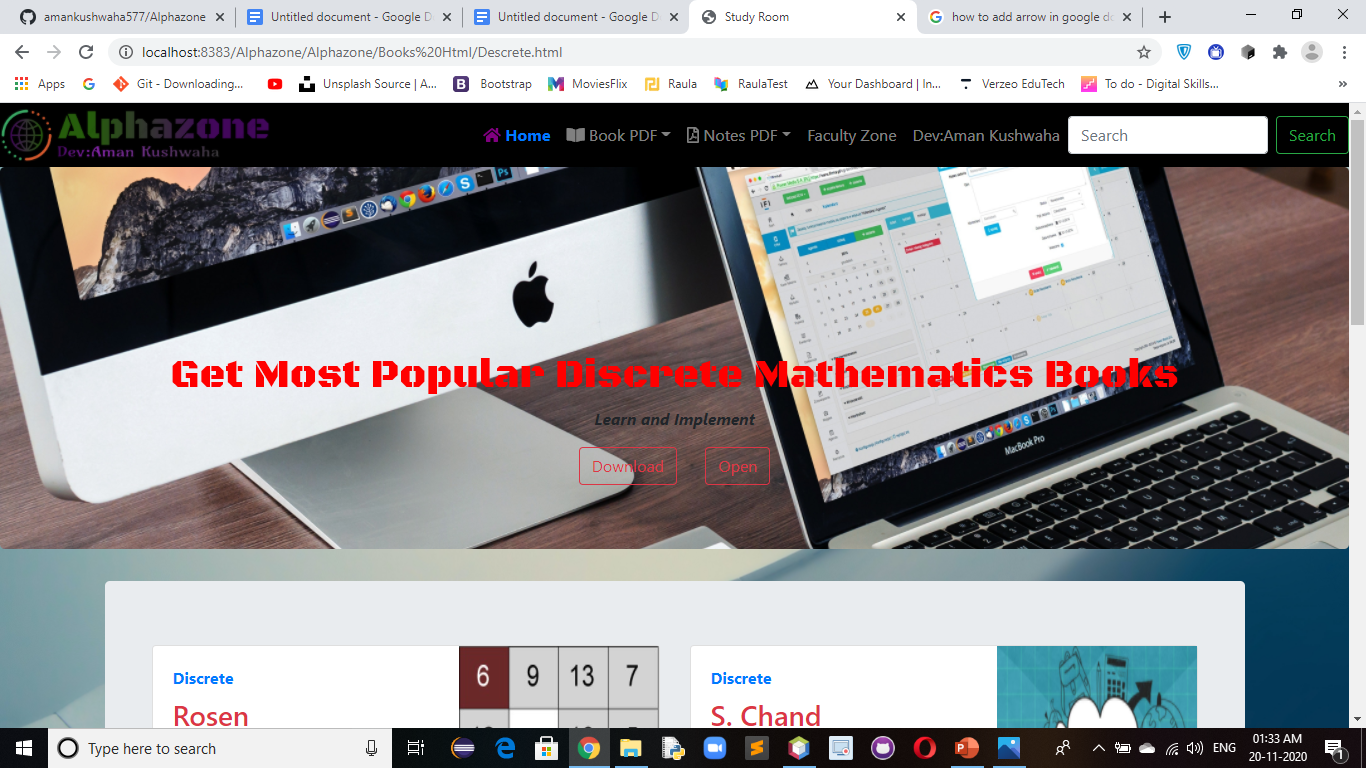 amankushwaha577/Alphazone
Untitled document - Google D
Untitled document - Google D
Study Room
how to add arrow in google do
localhost:8383/Alphazone/Alphazone/Books%20Html/Descrete.html
Apps
Git - Downloading...
Unsplash Source | A...
Bootstrap
MoviesFlix
Raula
RaulaTest
Your Dashboard | In...
Verzeo EduTech
To do - Digital Skills...
»
Alphazone
Dev:Aman Kushwaha
Home
Book PDF
Notes PDF
Faculty Zone
Dev:Aman Kushwaha
Search
Search
Get Most Popular Discrete Mathematics Books
Learn and Implement
Download
Open
MacBook Pro
Discrete
Rosen
6 9 13 7
Discrete
S. Chand
Type here to search
ENG
01:33 AM
20-11-2020
1